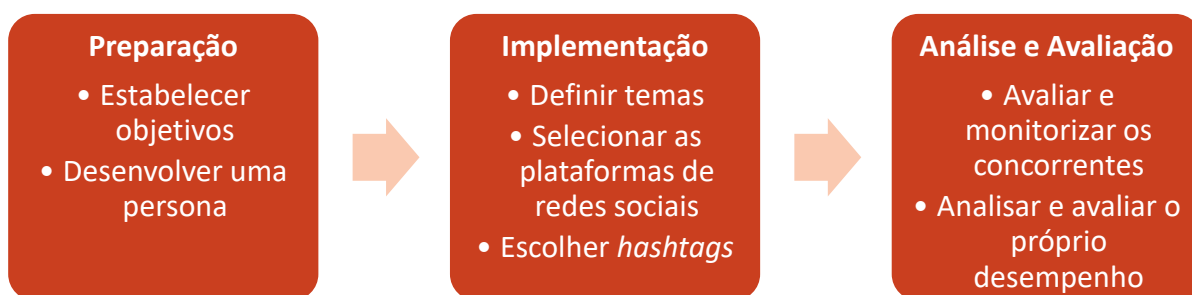 Preparação
• Estabelecer
objetivos
• Desenvolver uma
persona
Implementação
• Definir temas
• Selecionar as
plataformas de
redes sociais
• Escolher hashtags
Análise e Avaliação
• Avaliar e
monitorizar os
concorrentes
• Analisar e avaliar o
próprio
desempenho